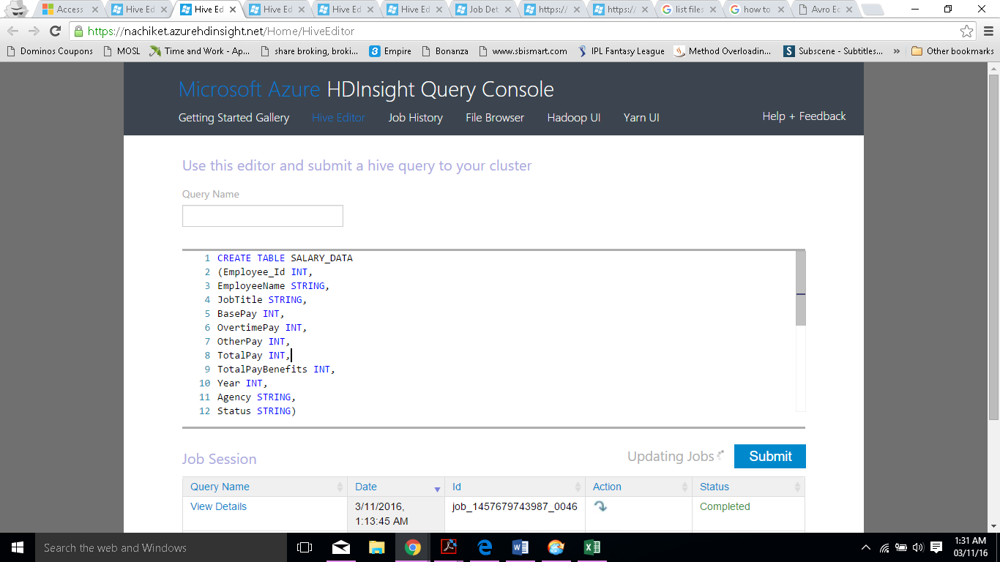 Access
Hive Ed
Hive Ed
Hive Ed
Hive Ed
Hive Ed
Job Det
https:/
https:/
list files
how to
Avro Ec
https://nachiket.azurehdinsight.net/Home/HiveEditor
Dominos Coupons
MOSL
Time and Work - Ap...
share broking, broki...
Empire
Bonanza
www.sbismart.com
IPL Fantasy League
Method Overloadin...
Subscene - Subtitles...
»
Other bookmarks
Microsoft Azure HDInsight Query Console
Getting Started Gallery
Hive Editor
Job History
File Browser
Hadoop UI
Yarn UI
Help + Feedback
Use this editor and submit a hive query to your cluster
Query Name
1 CREATE TABLE SALARY_DATA
2 (Employee_Id INT,
3 EmployeeName STRING,
4 JobTitle STRING,
5 BasePay INT,
6 OvertimePay INT,
7 OtherPay INT,
8 TotalPay INT,
9 TotalPayBenefits INT,
10 Year INT,
11 Agency STRING,
12 Status STRING)
Job Session
Updating Jobs
Submit
Query Name
Date
Id
Action
Status
View Details
3/11/2016,
1:13:45 AM
job_1457679743987_0046
Completed
Search the web and Windows
1:31 AM
03/11/16